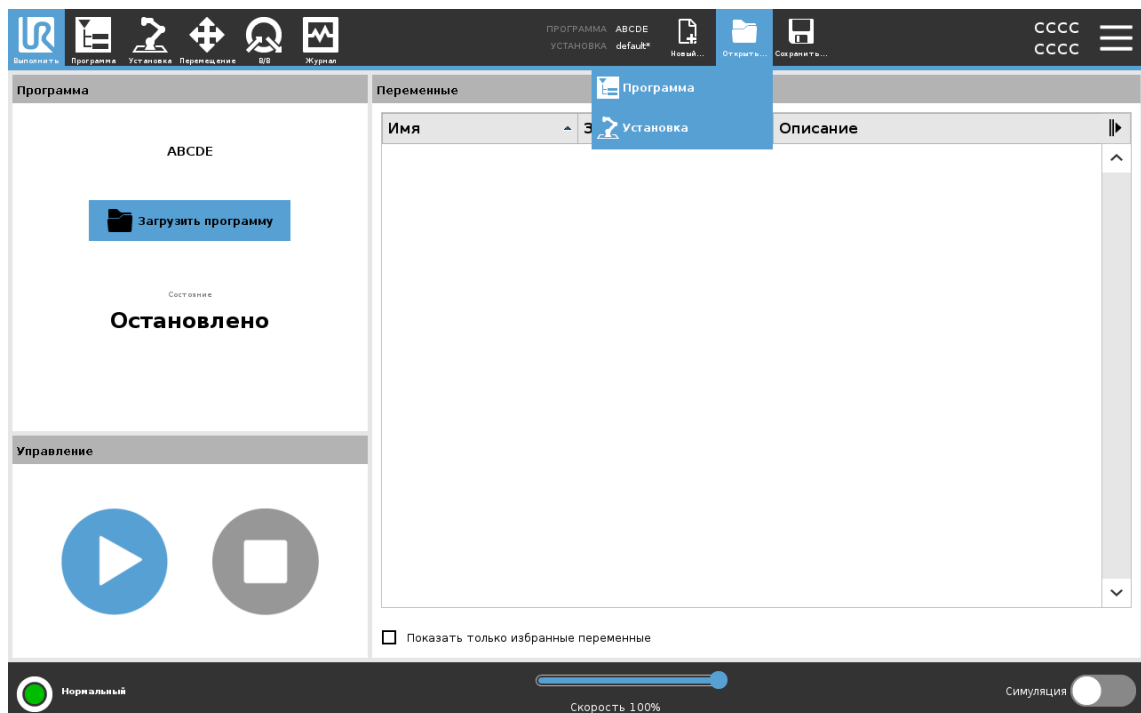 UR
Выполнить Программа Установка Перемещение В/В Журнал
ПРОГРАММА ABCDE
УСТАНОВКА default*
Новый... Открыть... Сохранить...
CCCC
CCCC
Программа
Установка
Программа
ABCDE
Загрузить программу
Состояние
Остановлено
Управление
Переменные
Имя Описание
Показать только избранные переменные
Нормальный
Скорость 100%
Симуляция